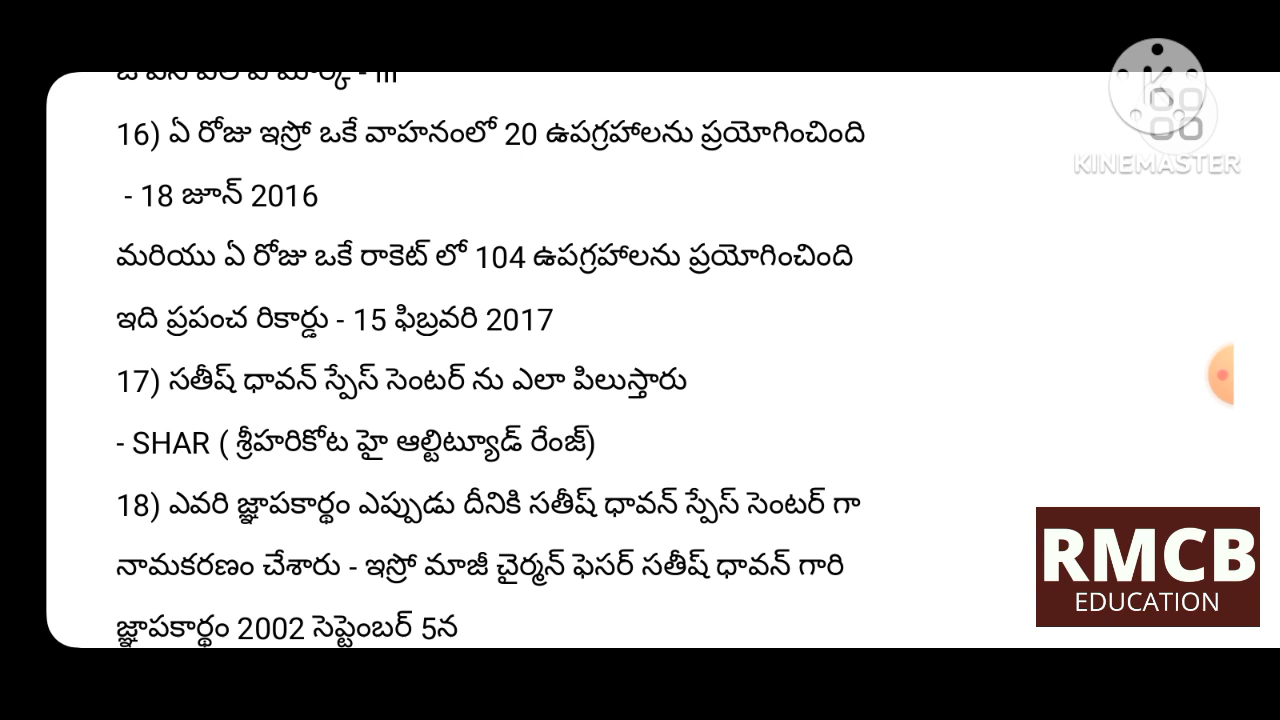 16) ఏ రోజు ఇస్రో ఒకే వాహనంలో 20 ఉపగ్రహాలను ప్రయోగించింది
- 18 జూన్ 2016
మరియు ఏ రోజు ఒకే రాకెట్ లో 104 ఉపగ్రహాలను ప్రయోగించింది
ఇది ప్రపంచ రికార్డు - 15 ఫిబ్రవరి 2017
17) సతీష్ ధావన్ స్పేస్ సెంటర్ ను ఎలా పిలుస్తారు
- SHAR ( శ్రీహరికోట హై ఆల్టిట్యూడ్ రేంజ్)
18) ఎవరి జ్ఞాపకార్థం ఎప్పుడు దీనికి సతీష్ ధావన్ స్పేస్ సెంటర్ గా
నామకరణం చేశారు - ఇస్రో మాజీ చైర్మన్ ఫెసర్ సతీష్ ధావన్ గారి
జ్ఞాపకార్థం 2002 సెప్టెంబర్ 5న
KINEMASTER
RMCB
EDUCATION